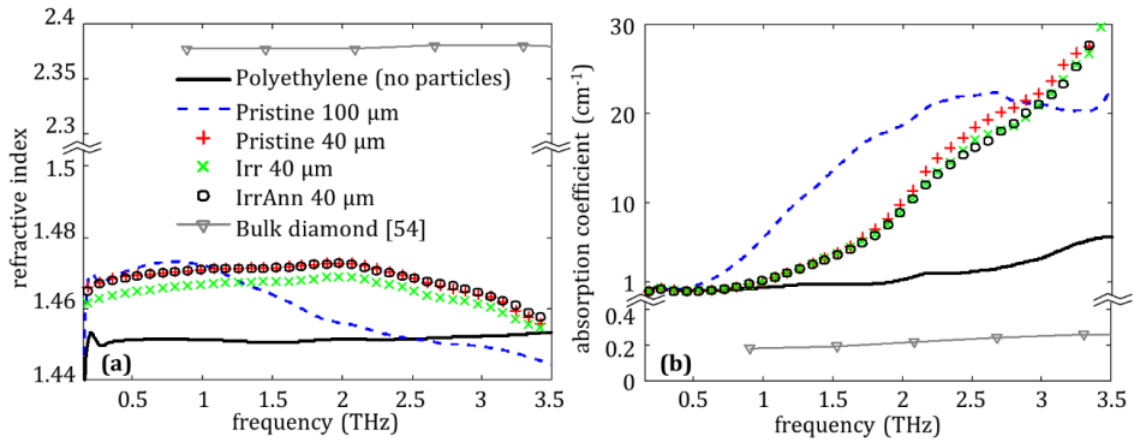 2.4
2.35
2.3
1.5
1.48
1.46
1.44
refractive index
Polyethylene (no particles)
Pristine 100 μm
Pristine 40 μm
Irr 40 μm
IrrAnn 40 μm
Bulk diamond [54]
(a)
0.5 1 1.5 2 2.5 3 3.5
frequency (THz)
30
20
10
1
0.4
0.2
0
absorption coefficient (cm⁻¹)
(b)
0.5 1 1.5 2 2.5 3 3.5
frequency (THz)